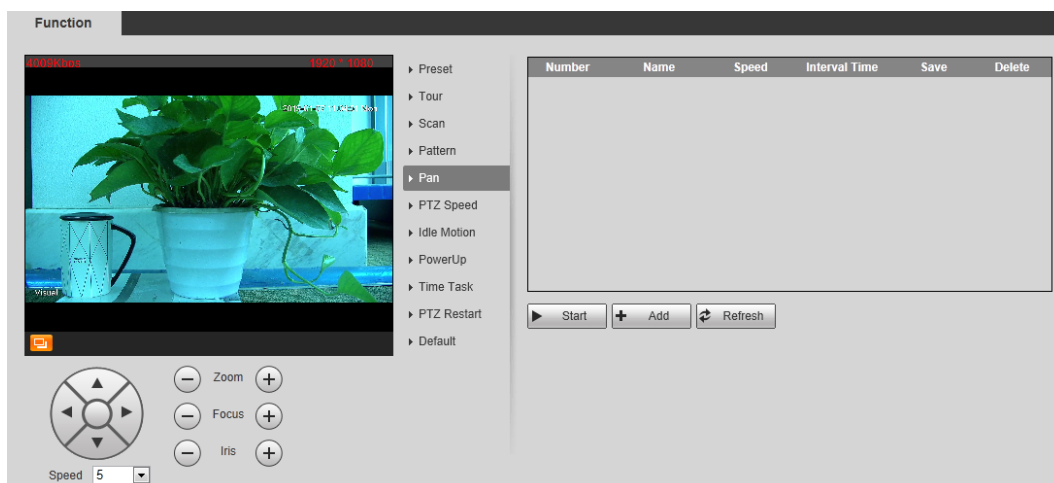 Function
4009Kbps 1920 * 1080
Visual
Preset
Tour
Scan
Pattern
Pan
PTZ Speed
Idle Motion
PowerUp
Time Task
PTZ Restart
Default
Number Name Speed Interval Time Save Delete
Start Add Refresh
Zoom
Focus
Iris
Speed 5